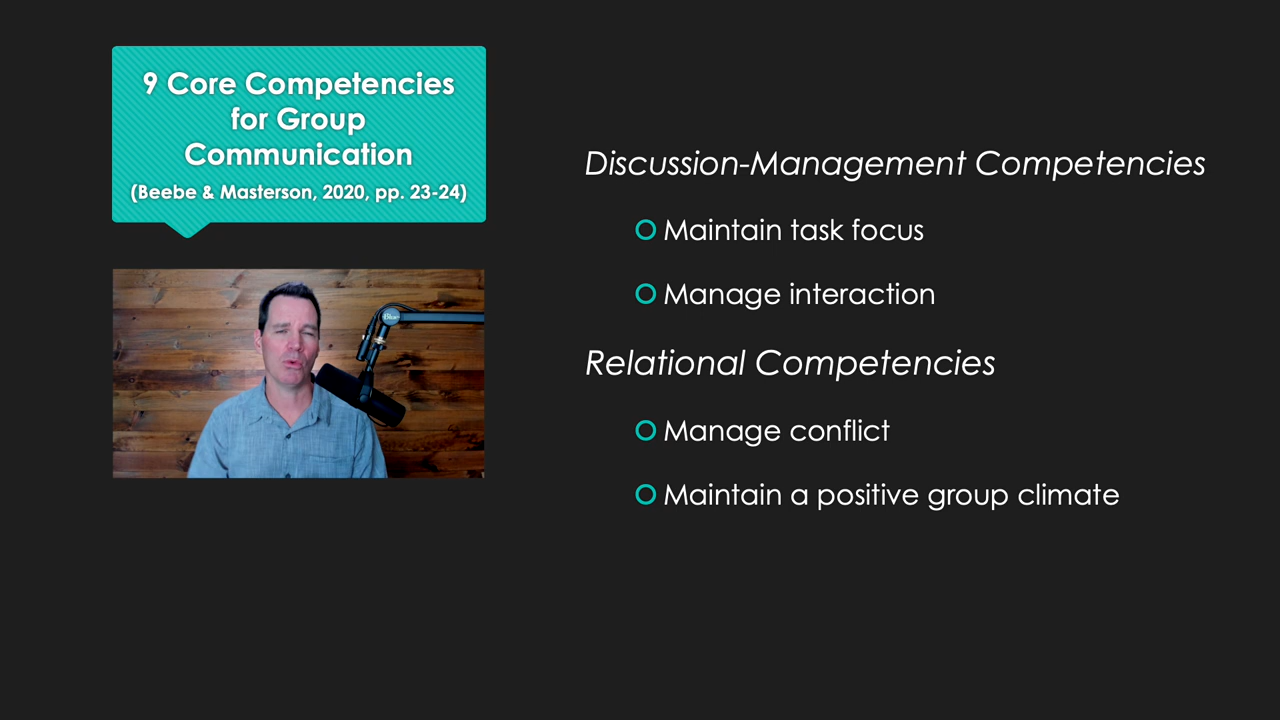 9 Core Competencies
for Group
Communication
(Beebe & Masterson, 2020, pp. 23-24)
Discussion-Management Competencies
Maintain task focus
Manage interaction
Relational Competencies
Manage conflict
Maintain a positive group climate
Blue